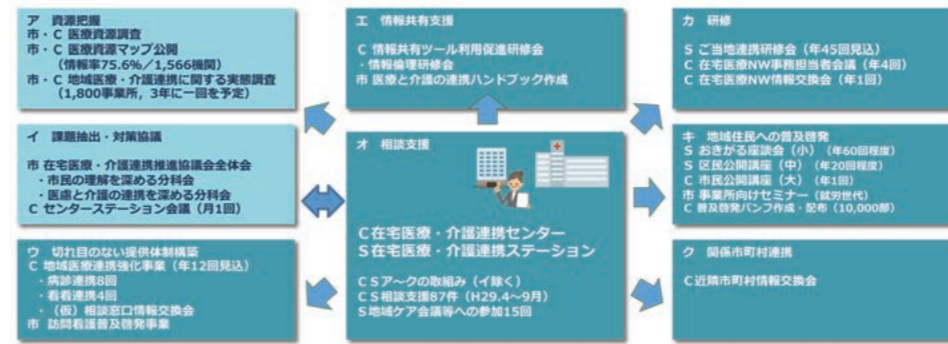 ア 資源把握
市・C 医療資源調査
市・C 医療資源マップ公開
（情報率75.6%／1,566機関）
市・C 地域医療・介護連携に関する実態調査
（1,800事業所，3年に一回を予定）
イ 課題抽出・対策協議
市 在宅医療・介護連携推進協議会全体会
・市民の理解を深める分科会
・医慮と介護の連携を深める分科会
C センターステーション会議（月1回）
ウ 切れ目のない提供体制構築
C 地域医療連携強化事業（年12回見込）
・病診連携8回
・看看連携4回
・（仮）相談窓口情報交換会
市 訪問看護普及啓発事業
エ 情報共有支援
C 情報共有ツール利用促進研修会
・情報倫理研修会
市 医療と介護の連携ハンドブック作成
オ 相談支援
C在宅医療・介護連携センター
S在宅医療・介護連携ステーション
CSア～クの取組み（イ除く）
CS相談支援87件（H29.4～9月）
S地域ケア会議等への参加15回
カ 研修
S ご当地連携研修会（年45回見込）
C 在宅医療NW事務担当者会議（年4回）
C 在宅医療NW情報交換会（年1回）
キ 地域住民への普及啓発
S おきがる座談会（小）（年60回程度）
S 区民公開講座（中）（年20回程度）
C 市民公開講座（大）（年1回）
市 事業所向けセミナー（就労世代）
C 普及啓発パンフ作成・配布（10,000部）
ク 関係市町村連携
C近隣市町村情報交換会